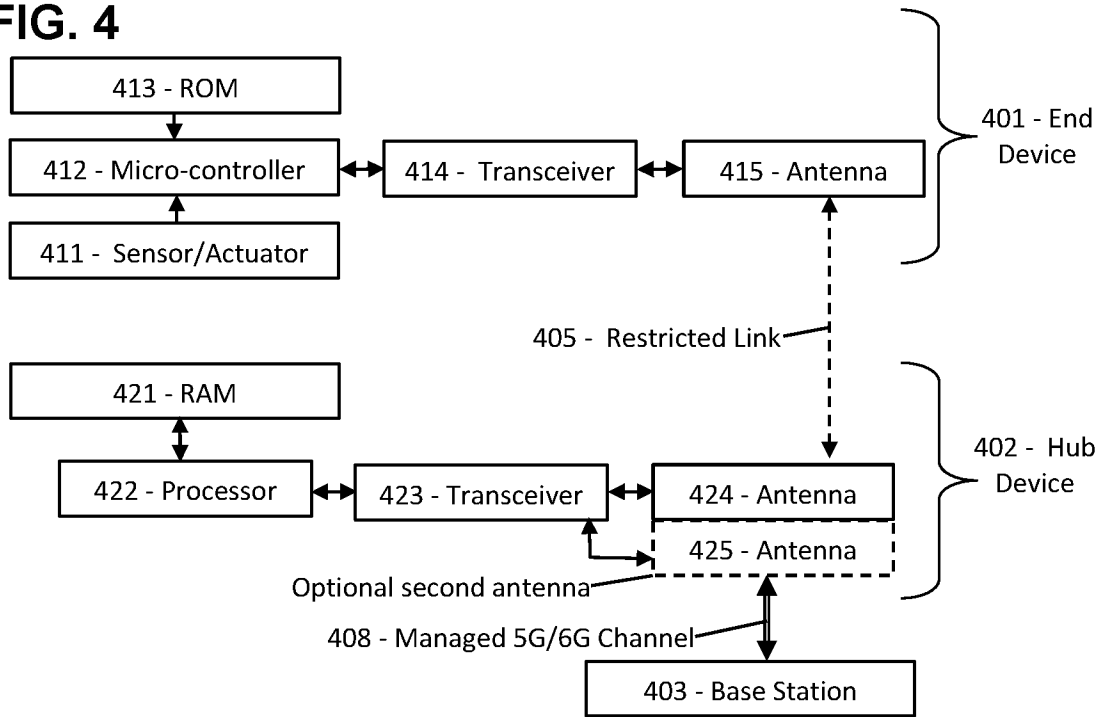 FIG. 4
413 - ROM
412 - Micro-controller
414 - Transceiver
415 - Antenna
411 - Sensor/Actuator
401 - End
Device
405 - Restricted Link
421 - RAM
422 - Processor
423 - Transceiver
424 - Antenna
425 - Antenna
402 - Hub
Device
Optional second antenna
408 - Managed 5G/6G Channel
403 - Base Station